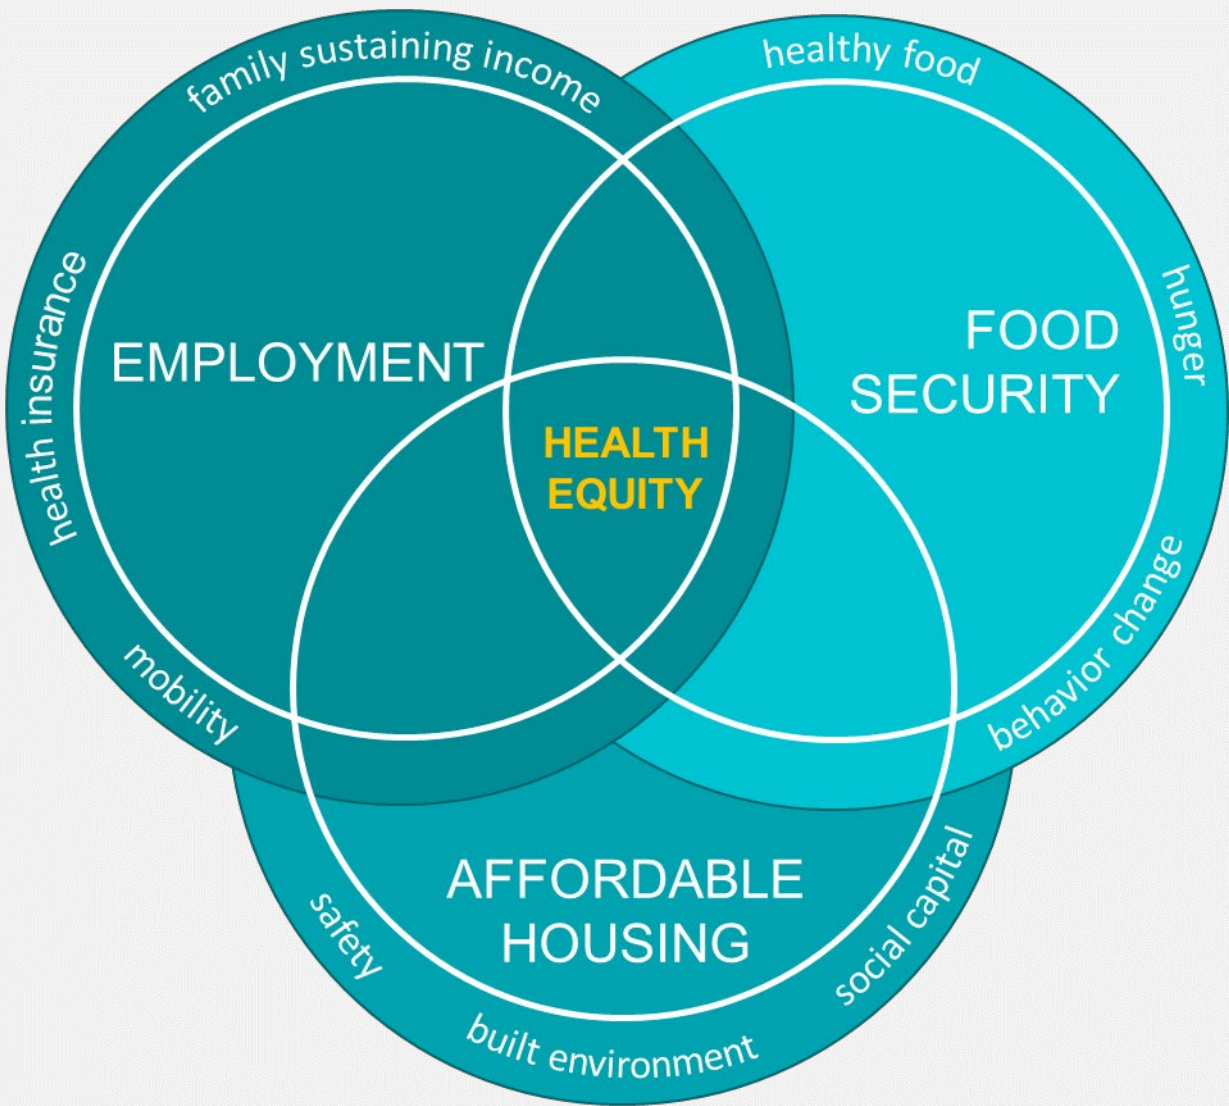 family sustaining income
healthy food
health insurance
hunger
EMPLOYMENT
FOOD
SECURITY
HEALTH
EQUITY
mobility
behavior change
AFFORDABLE
HOUSING
safety
social capital
built environment